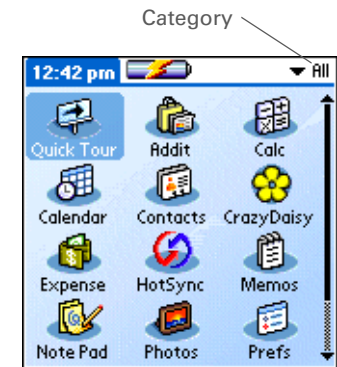 Category
12:42 pm All
Quick Tour Addit Calc
Calendar Contacts CrazyDaisy
Expense HotSync Memos
Note Pad Photos Prefs